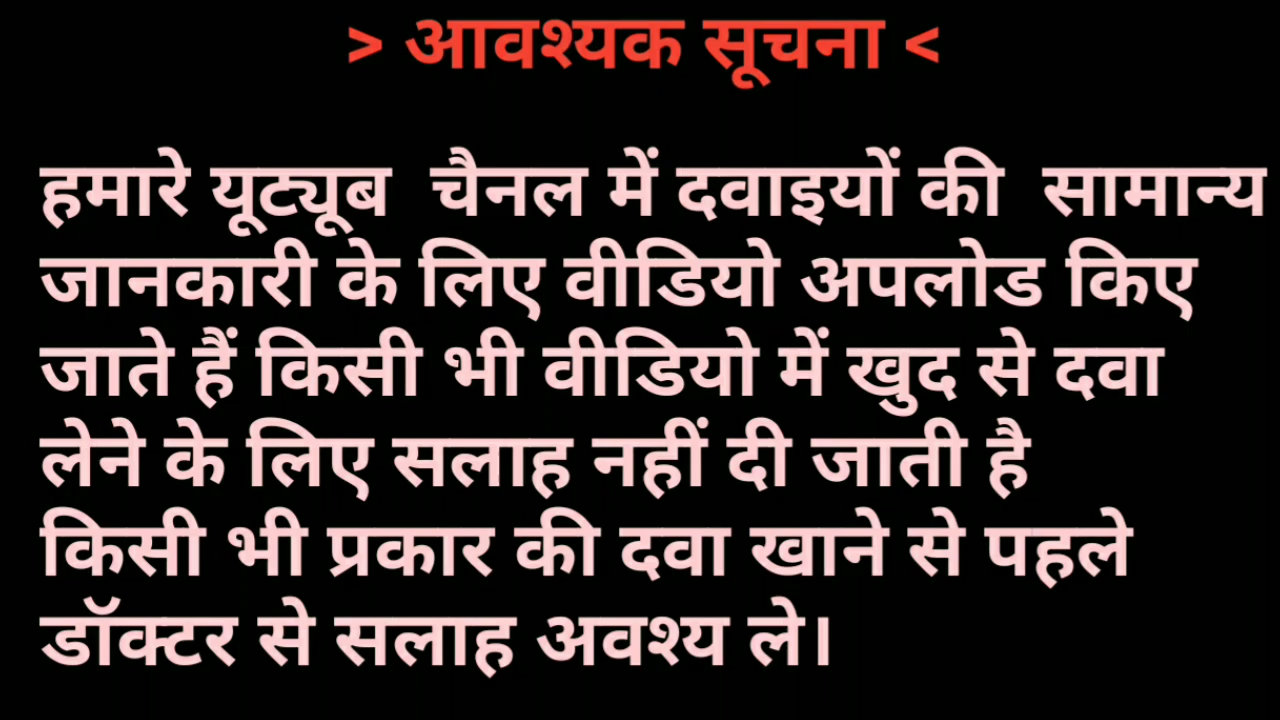 > आवश्यक सूचना <
हमारे यूट्यूब चैनल में दवाइयों की सामान्य
जानकारी के लिए वीडियो अपलोड किए
जाते हैं किसी भी वीडियो में खुद से दवा
लेने के लिए सलाह नहीं दी जाती है
किसी भी प्रकार की दवा खाने से पहले
डॉक्टर से सलाह अवश्य ले।